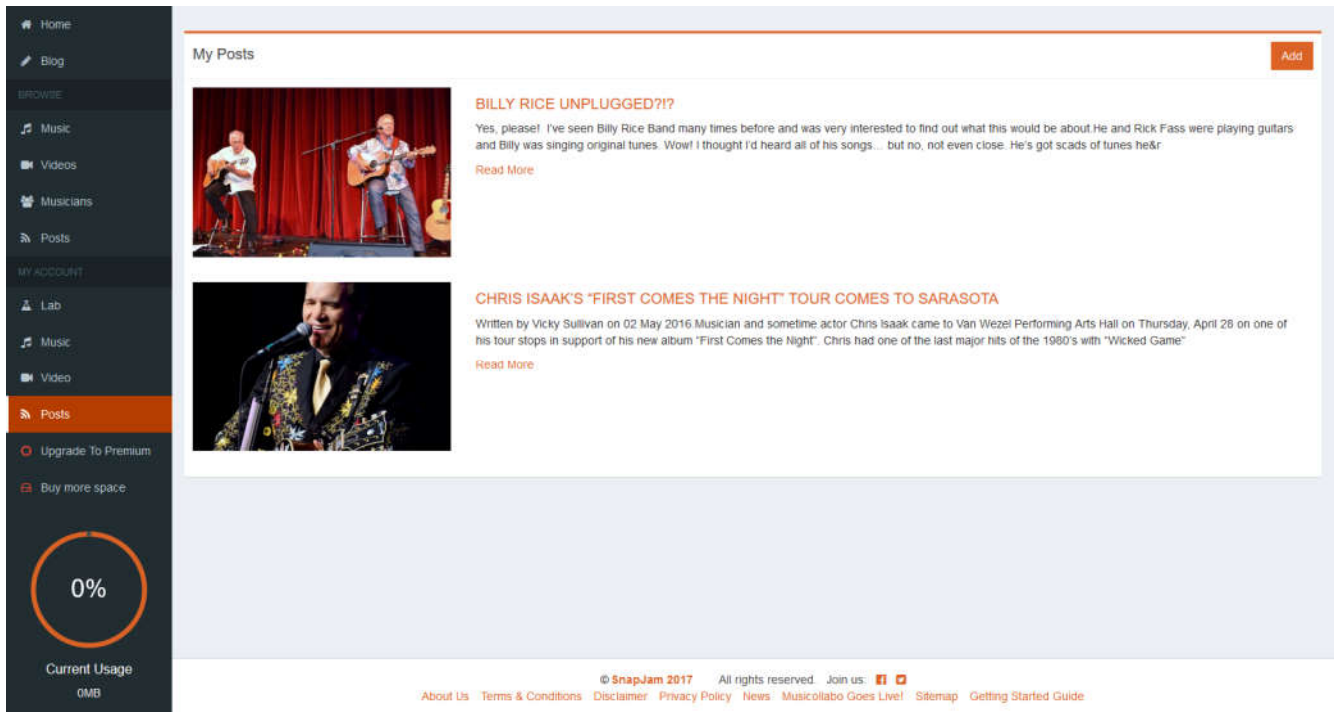 Home
Blog
BROWSE
Music
Videos
Musicians
Posts
MY ACCOUNT
Lab
Music
Video
Posts
Upgrade To Premium
Buy more space
0%
Current Usage
0MB
My Posts
Add
BILLY RICE UNPLUGGED?!?
Yes, please! I've seen Billy Rice Band many times before and was very interested to find out what this would be about.He and Rick Fass were playing guitars
and Billy was singing original tunes. Wow! I thought I'd heard all of his songs… but no, not even close. He's got scads of tunes he&r
Read More
CHRIS ISAAK'S “FIRST COMES THE NIGHT” TOUR COMES TO SARASOTA
Written by Vicky Sullivan on 02 May 2016.Musician and sometime actor Chris Isaak came to Van Wezel Performing Arts Hall on Thursday, April 28 on one of
his tour stops in support of his new album “First Comes the Night”. Chris had one of the last major hits of the 1980's with “Wicked Game”
Read More
© SnapJam 2017 All rights reserved. Join us:
About Us Terms & Conditions Disclaimer Privacy Policy News Musicollabo Goes Live! Sitemap Getting Started Guide